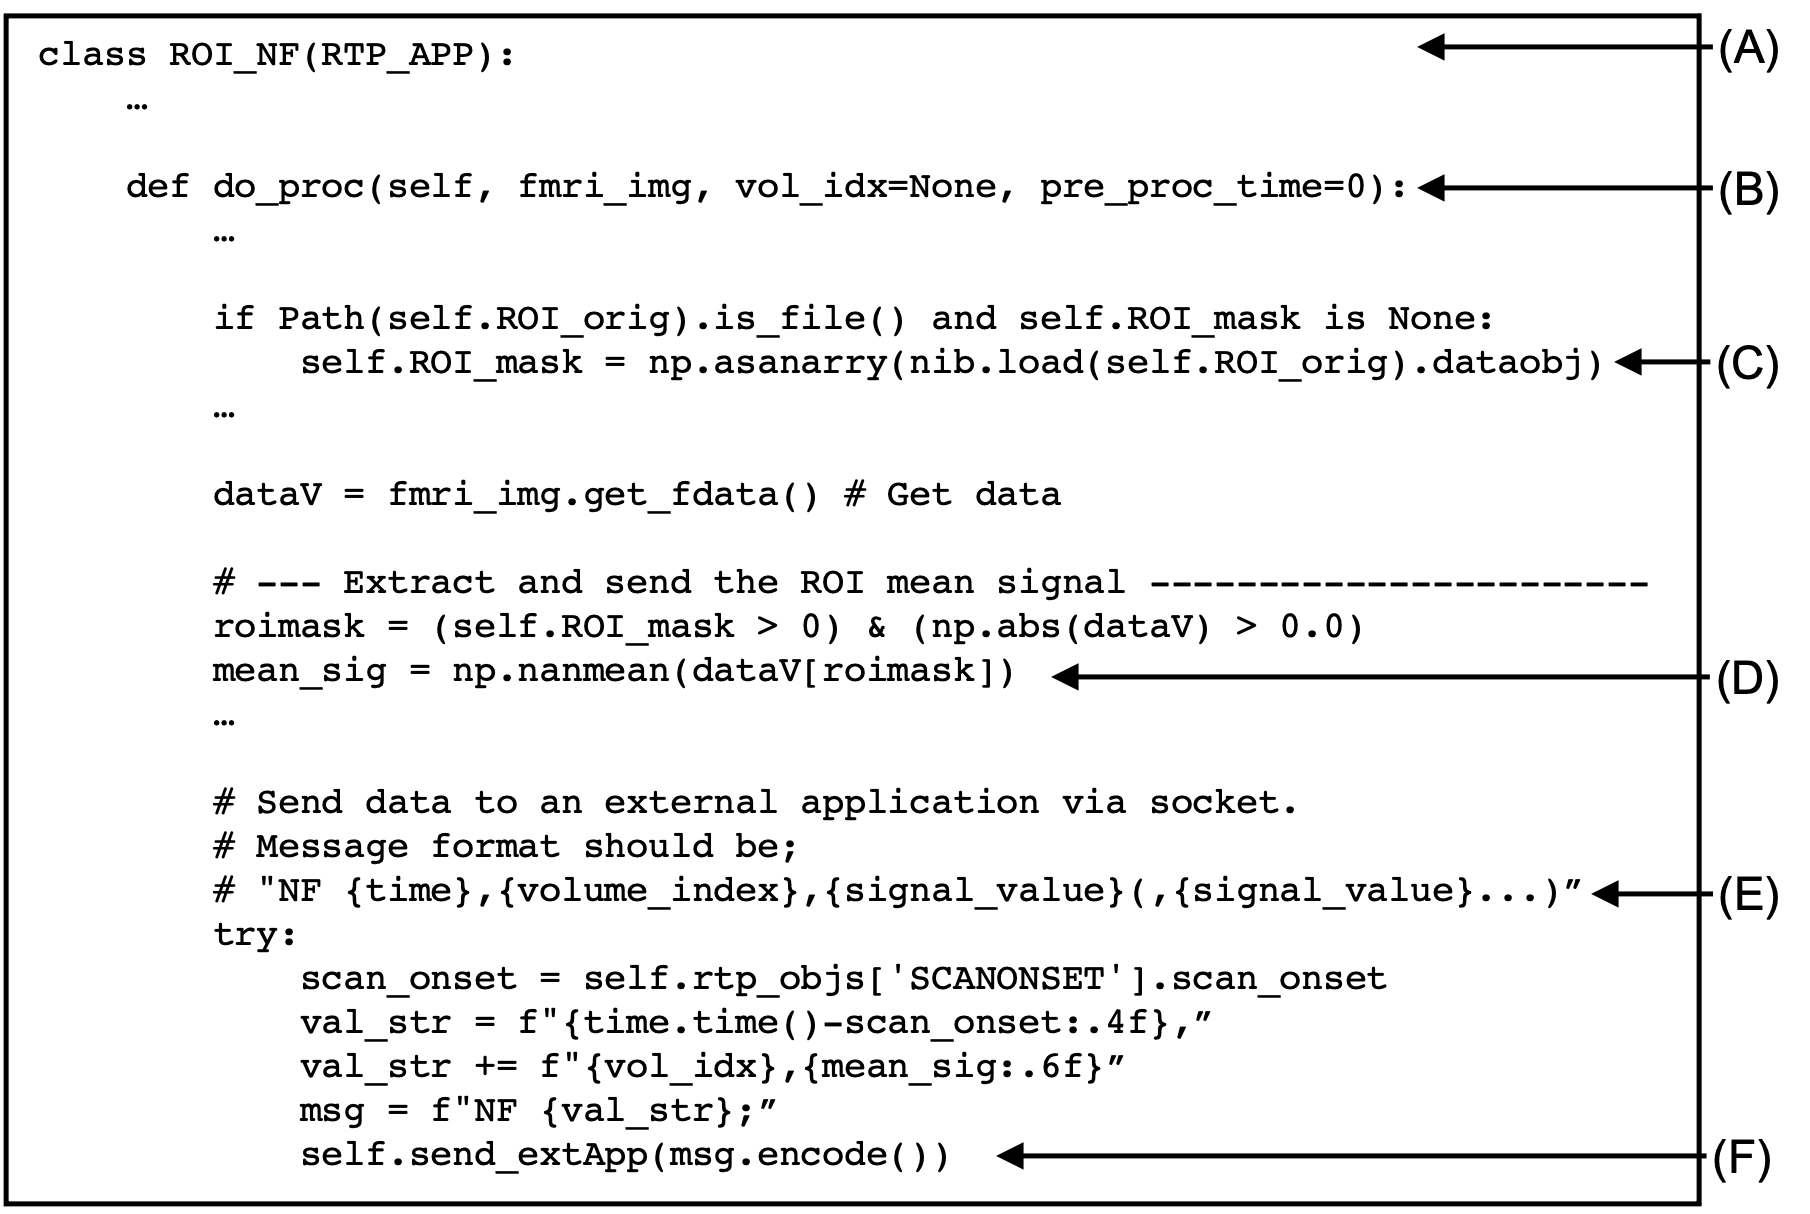 class ROI_NF(RTP_APP): (A)
…
def do_proc(self, fmri_img, vol_idx=None, pre_proc_time=0): (B)
…
if Path(self.ROI_orig).is_file() and self.ROI_mask is None:
self.ROI_mask = np.asanarry(nib.load(self.ROI_orig).dataobj) (C)
…
dataV = fmri_img.get_fdata() # Get data
# --- Extract and send the ROI mean signal -----------------------
roimask = (self.ROI_mask > 0) & (np.abs(dataV) > 0.0)
mean_sig = np.nanmean(dataV[roimask]) (D)
…
# Send data to an external application via socket.
# Message format should be;
# "NF {time},{volume_index},{signal_value}(,{signal_value}...)” (E)
try:
scan_onset = self.rtp_objs['SCANONSET'].scan_onset
val_str = f"{time.time()-scan_onset:.4f},”
val_str += f"{vol_idx},{mean_sig:.6f}”
msg = f"NF {val_str};”
self.send_extApp(msg.encode()) (F)